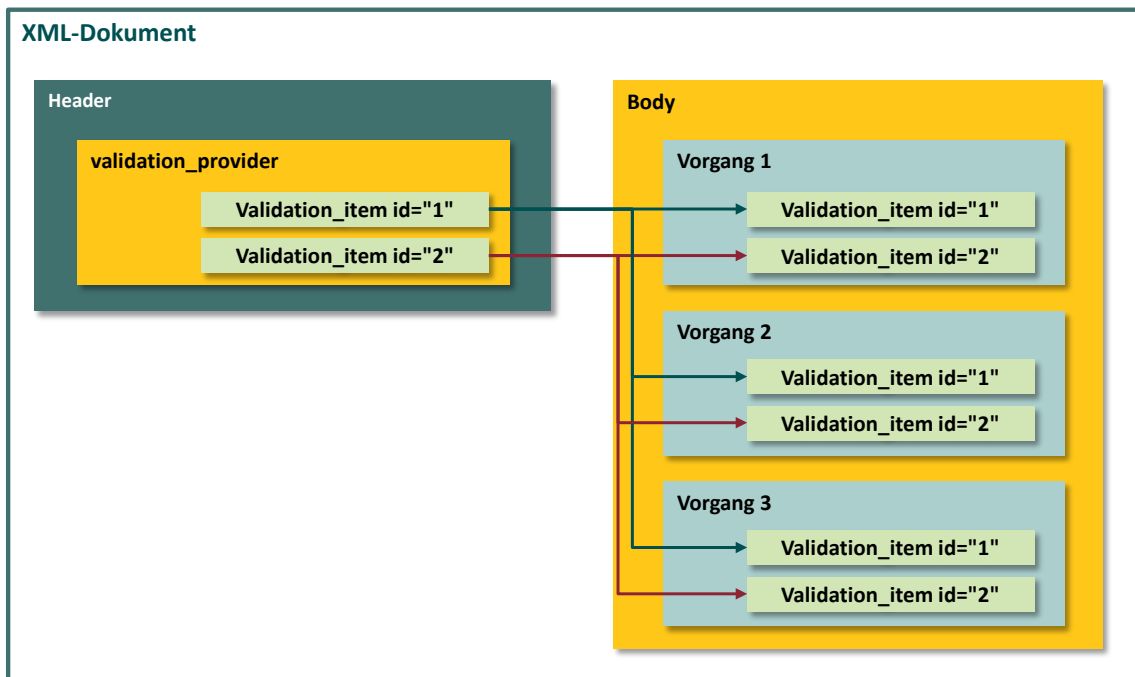 XML-Dokument
Header
validation_provider
Validation_item id="1"
Validation_item id="2"
Body
Vorgang 1
Validation_item id="1"
Validation_item id="2"
Vorgang 2
Validation_item id="1"
Validation_item id="2"
Vorgang 3
Validation_item id="1"
Validation_item id="2"